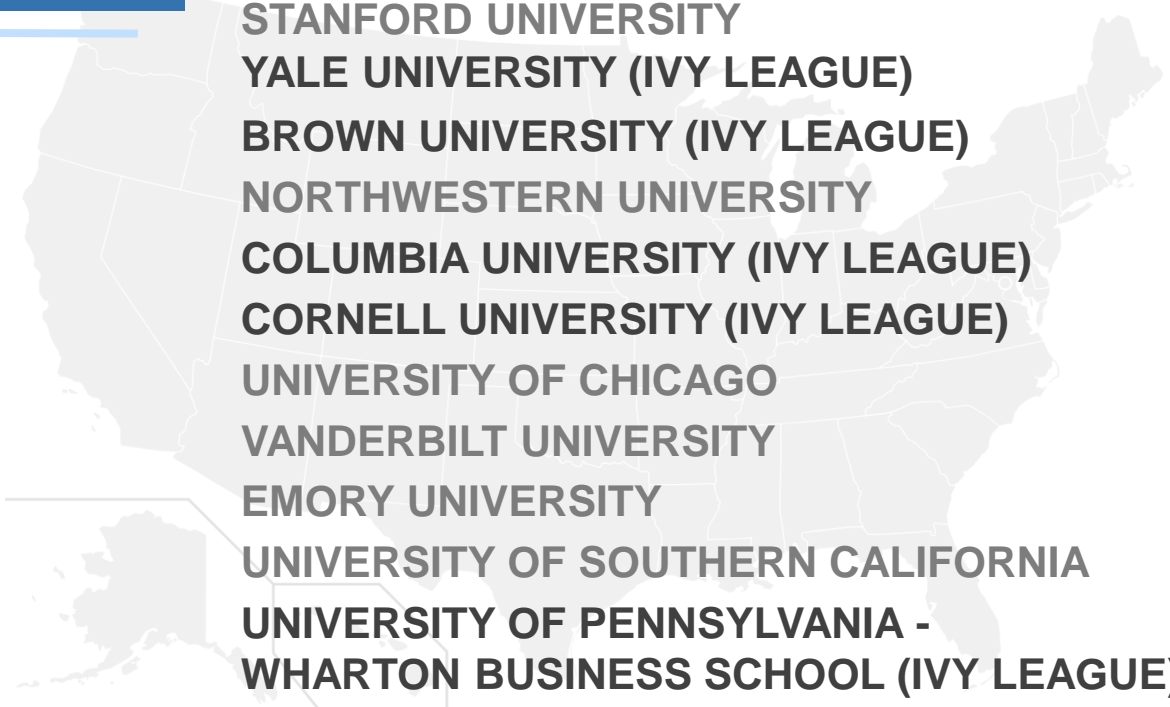 STANFORD UNIVERSITY
YALE UNIVERSITY (IVY LEAGUE)
BROWN UNIVERSITY (IVY LEAGUE)
NORTHWESTERN UNIVERSITY
COLUMBIA UNIVERSITY (IVY LEAGUE)
CORNELL UNIVERSITY (IVY LEAGUE)
UNIVERSITY OF CHICAGO
VANDERBILT UNIVERSITY
EMORY UNIVERSITY
UNIVERSITY OF SOUTHERN CALIFORNIA
UNIVERSITY OF PENNSYLVANIA -
WHARTON BUSINESS SCHOOL (IVY LEAGUE)